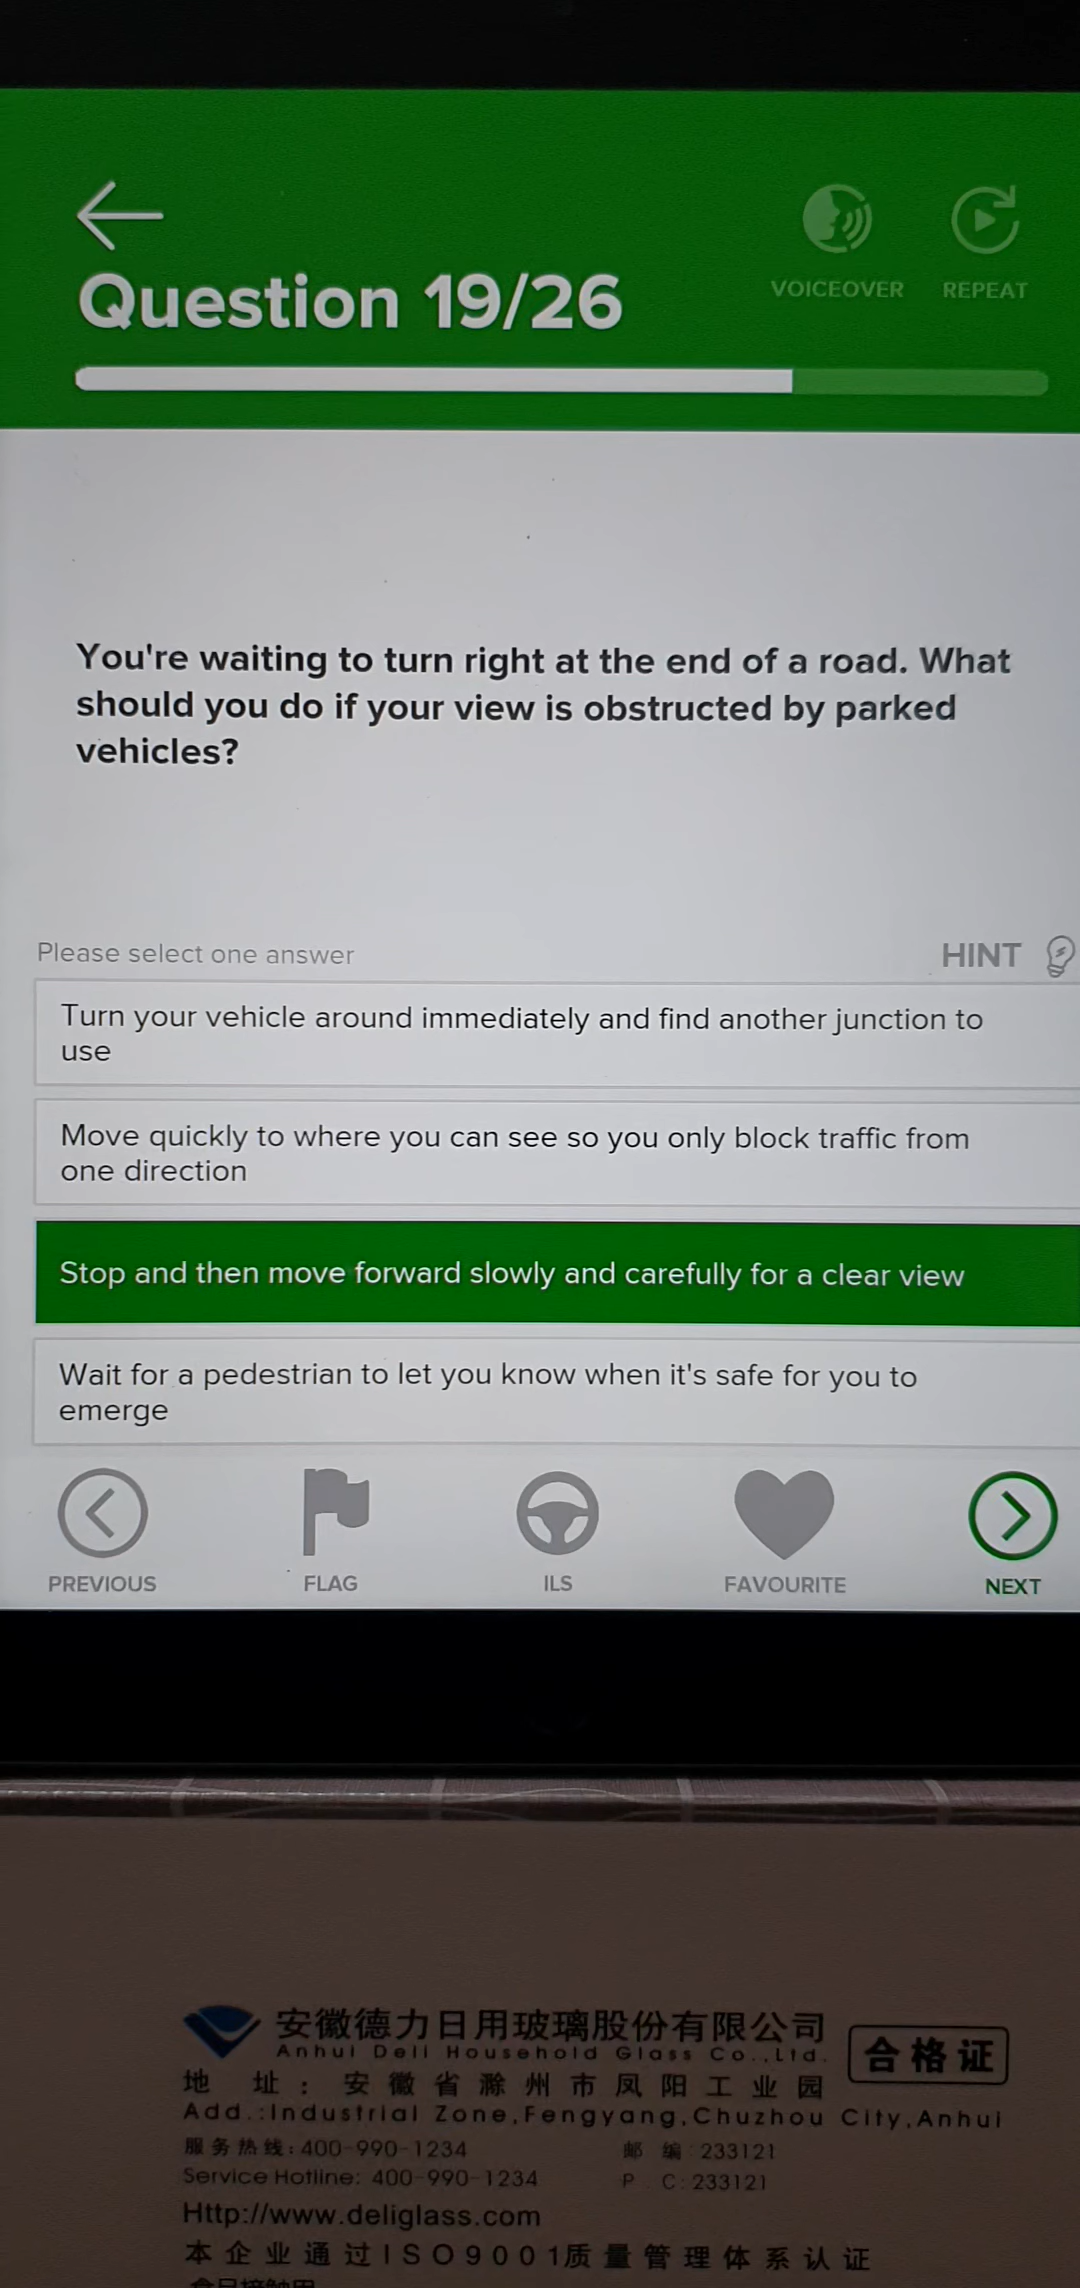 VOICEOVER
REPEAT
Question 19/26
You're waiting to turn right at the end of a road. What
should you do if your view is obstructed by parked
vehicles?
Please select one answer
HINT
Turn your vehicle around immediately and find another junction to
use
Move quickly to where you can see so you only block traffic from
one direction
Stop and then move forward slowly and carefully for a clear view
Wait for a pedestrian to let you know when it's safe for you to
emerge
PREVIOUS
FLAG
ILS
FAVOURITE
NEXT
安徽德力日用玻璃股份有限公司
Anhui Deli Household Glass Co.,Ltd.
合格证
地 址：安徽省滁州市凤阳工业园
Add.:Industrial Zone,Fengyang,Chuzhou City,Anhui
服务热线：400-990-1234 邮 编：233121
Service Hotline: 400-990-1234 P . C:233121
Http://www.deliglass.com
本企业通过ISO9001质量管理体系认证